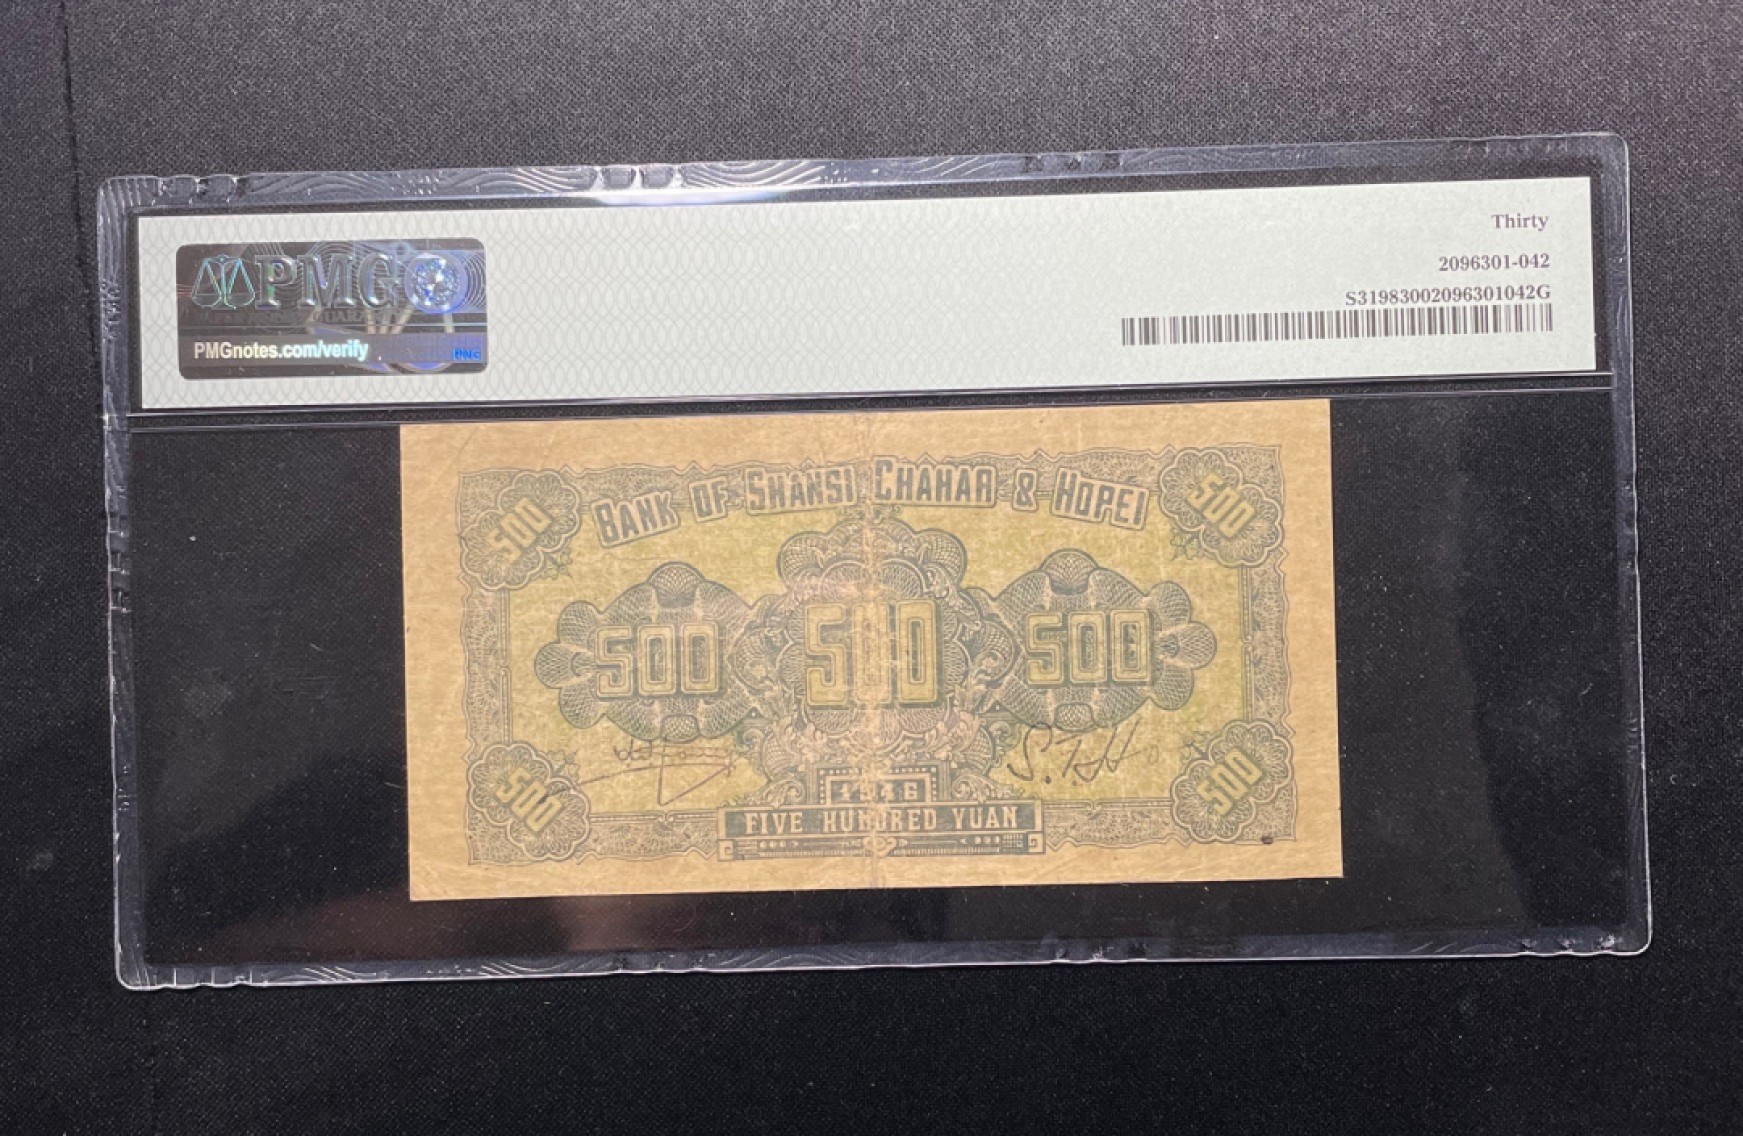 Thirty
2096301-042
S31983002096301042G
PMG
PMGnotes.com/verify
BANK OF SHANSI CHAHAR & HOPEI
500
500
500
500
500
1946
FIVE HUNDRED YUAN
500
500